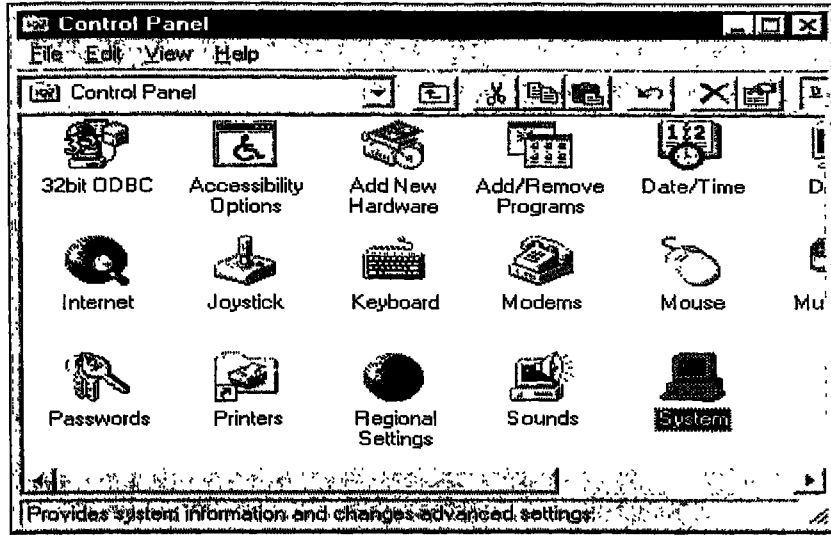 Control Panel
File Edit View Help
Control Panel
32bit ODBC Accessibility Options Add New Hardware Add/Remove Programs Date/Time D
Internet Joystick Keyboard Modems Mouse Mu
Passwords Printers Regional Settings Sounds System
Provides system information and changes advanced settings.